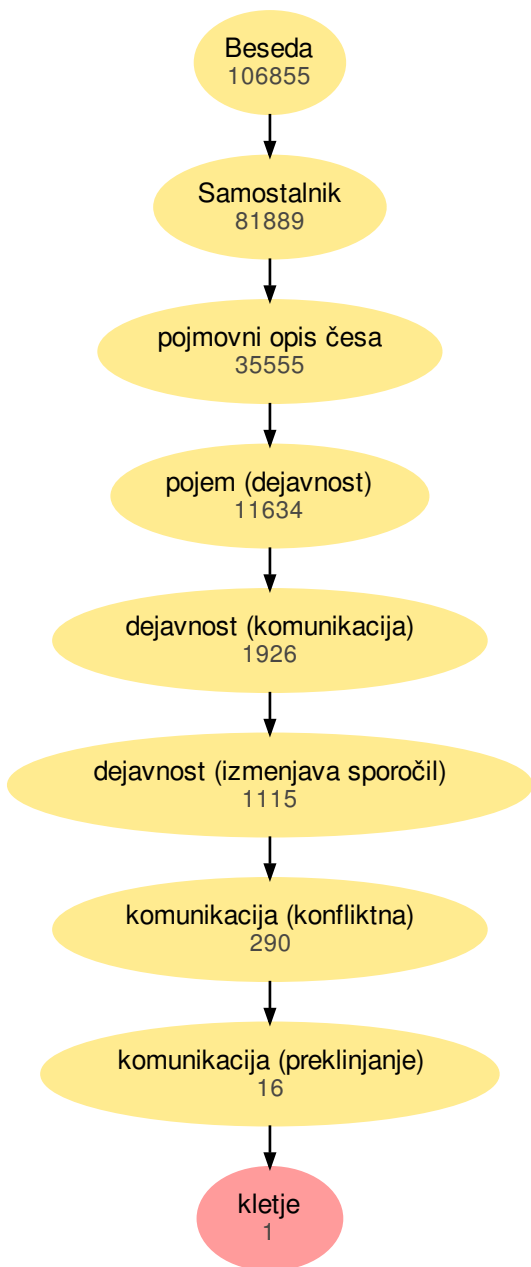 Beseda
106855
Samostalnik
81889
pojmovni opis česa
35555
pojem (dejavnost)
11634
dejavnost (komunikacija)
1926
dejavnost (izmenjava sporočil)
1115
komunikacija (konfliktna)
290
komunikacija (preklinjanje)
16
kletje
1